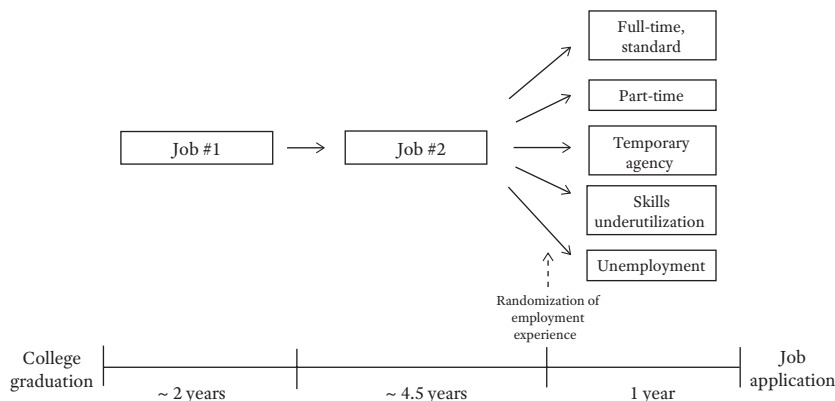 Full-time,
standard
Part-time
Job #1
Job #2
Temporary
agency
Skills
underutilization
Unemployment
Randomization of
employment
experience
College
graduation
~ 2 years
~ 4.5 years
1 year
Job
application